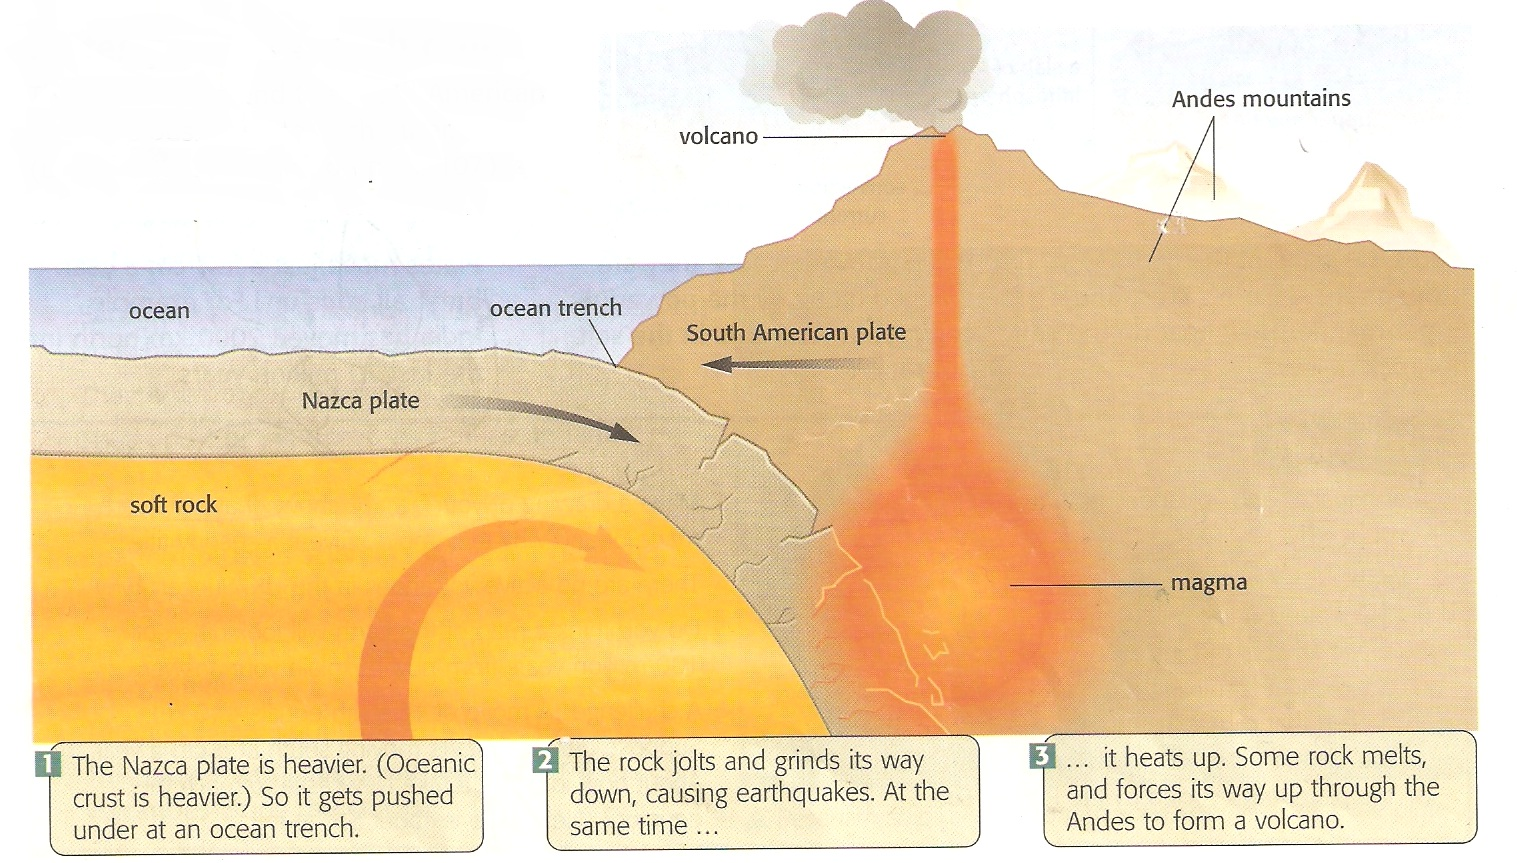 Andes mountains
volcano
ocean
ocean trench
South American plate
Nazca plate
soft rock
magma
1 The Nazca plate is heavier. (Oceanic
crust is heavier.) So it gets pushed
under at an ocean trench.
2 The rock jolts and grinds its way
down, causing earthquakes. At the
same time ...
3 ... it heats up. Some rock melts,
and forces its way up through the
Andes to form a volcano.